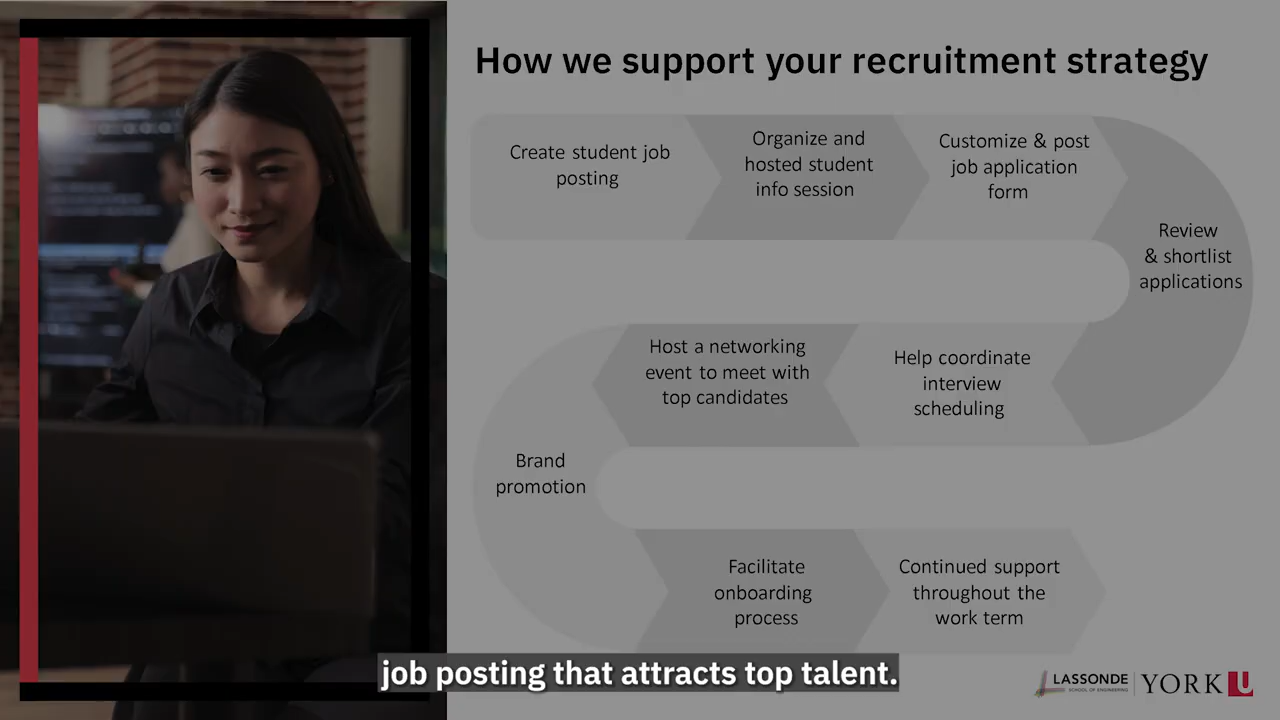 How we support your recruitment strategy
Create student job
posting
Organize and
hosted student
info session
Customize & post
job application
form
Review
& shortlist
applications
Help coordinate
interview
scheduling
Host a networking
event to meet with
top candidates
Brand
promotion
Facilitate
onboarding
process
Continued support
throughout the
work term
job posting that attracts top talent.
LASSONDE
SCHOOL OF ENGINEERING
YORK U